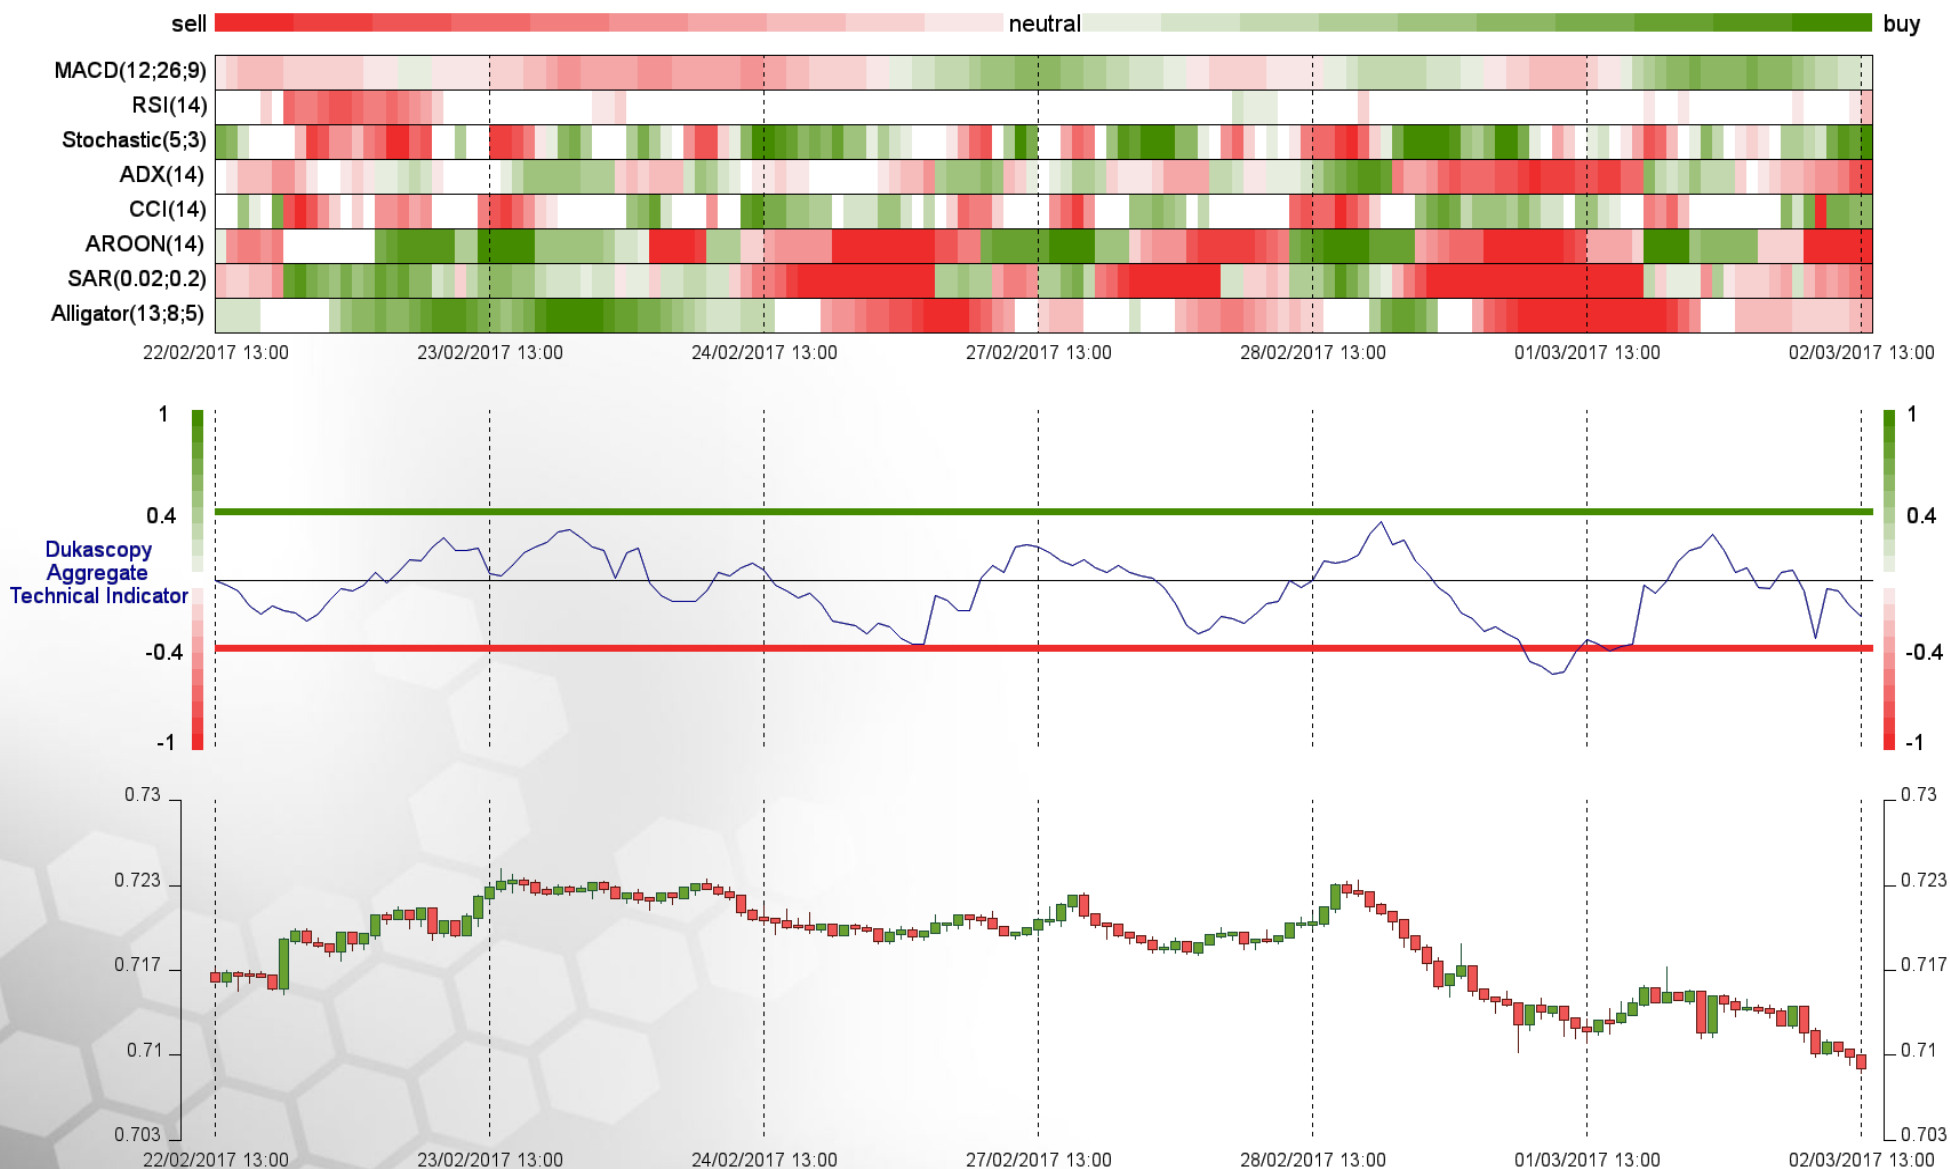 sell neutral buy
MACD(12;26;9)
RSI(14)
Stochastic(5;3)
ADX(14)
CCI(14)
AROON(14)
SAR(0.02;0.2)
Alligator(13;8;5)
22/02/2017 13:00 23/02/2017 13:00 24/02/2017 13:00 27/02/2017 13:00 28/02/2017 13:00 01/03/2017 13:00 02/03/2017 13:00
1 1
0.4 0.4
Dukascopy
Aggregate
Technical Indicator
-0.4 -0.4
-1 -1
0.73 0.73
0.723 0.723
0.717 0.717
0.71 0.71
0.703 0.703
22/02/2017 13:00 23/02/2017 13:00 24/02/2017 13:00 27/02/2017 13:00 28/02/2017 13:00 01/03/2017 13:00 02/03/2017 13:00